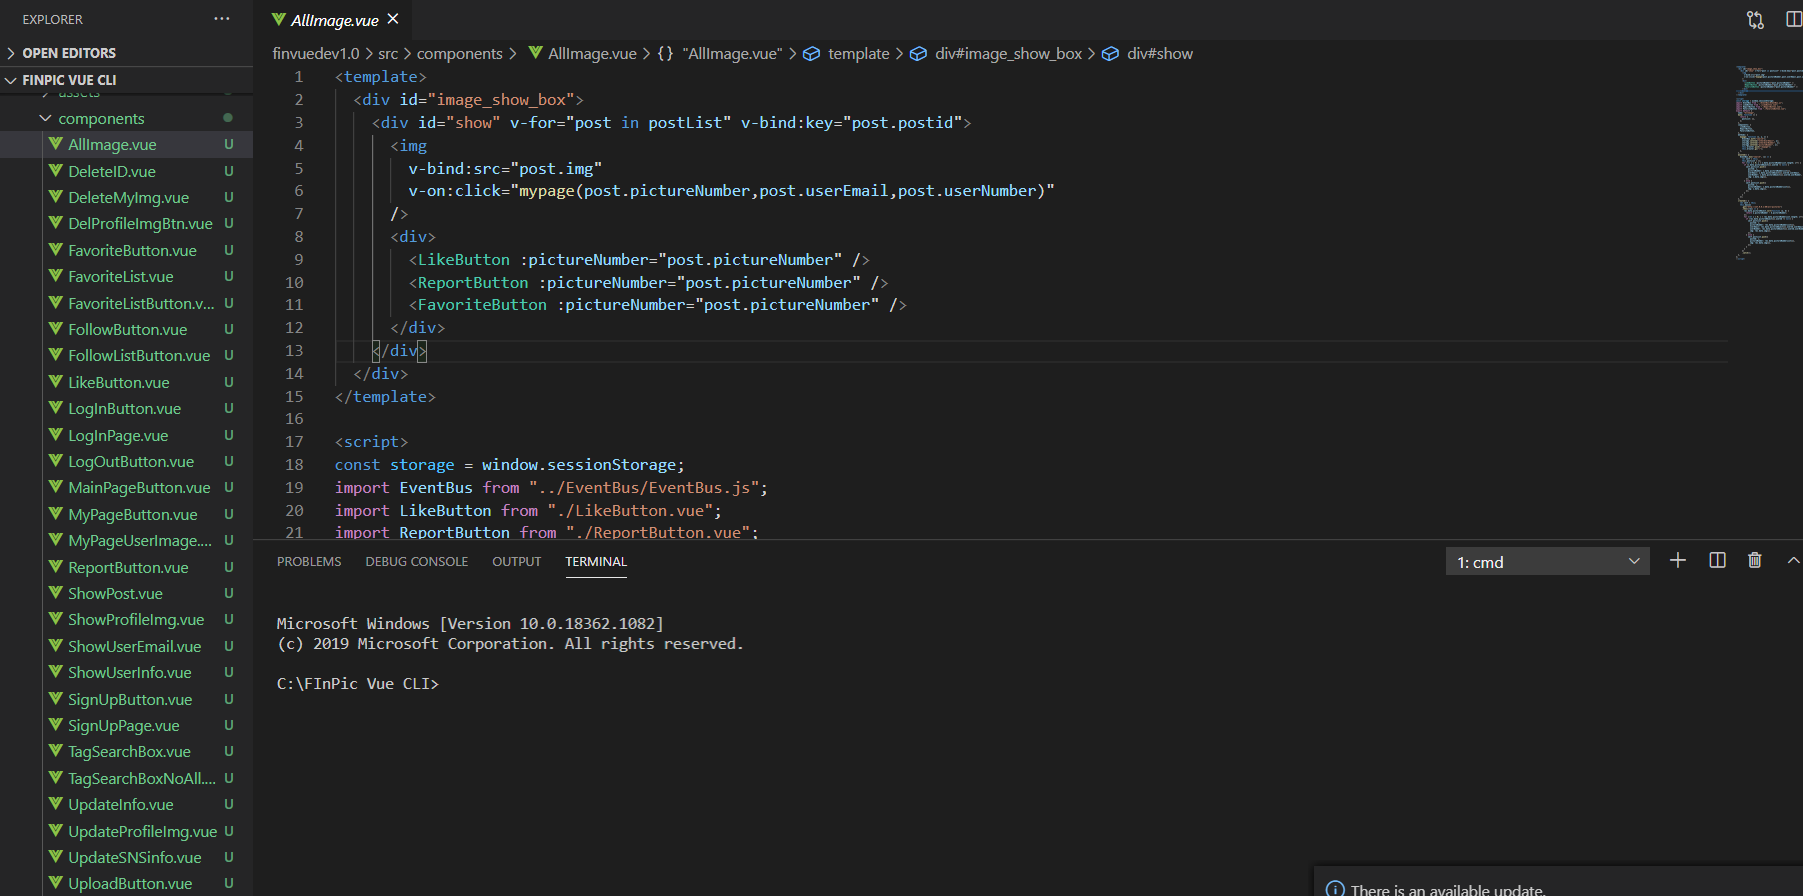 EXPLORER
OPEN EDITORS
FINPIC VUE CLI
assets
components
AllImage.vue U
DeleteID.vue U
DeleteMyImg.vue U
DelProfileImgBtn.vue U
FavoriteButton.vue U
FavoriteList.vue U
FavoriteListButton.v... U
FollowButton.vue U
FollowListButton.vue U
LikeButton.vue U
LogInButton.vue U
LogInPage.vue U
LogOutButton.vue U
MainPageButton.vue U
MyPageButton.vue U
MyPageUserImage.... U
ReportButton.vue U
ShowPost.vue U
ShowProfileImg.vue U
ShowUserEmail.vue U
ShowUserInfo.vue U
SignUpButton.vue U
SignUpPage.vue U
TagSearchBox.vue U
TagSearchBoxNoAll.... U
UpdateInfo.vue U
UpdateProfileImg.vue U
UpdateSNSinfo.vue U
UploadButton.vue U
AllImage.vue
finvuedev1.0 > src > components > AllImage.vue > {} "AllImage.vue" > template > div#image_show_box > div#show
1 <template>
2 <div id="image_show_box">
3 <div id="show" v-for="post in postList" v-bind:key="post.postid">
4 <img
5 v-bind:src="post.img"
6 v-on:click="mypage(post.pictureNumber,post.userEmail,post.userNumber)"
7 />
8 <div>
9 <LikeButton :pictureNumber="post.pictureNumber" />
10 <ReportButton :pictureNumber="post.pictureNumber" />
11 <FavoriteButton :pictureNumber="post.pictureNumber" />
12 </div>
13 </div>
14 </div>
15 </template>
16
17 <script>
18 const storage = window.sessionStorage;
19 import EventBus from "../EventBus/EventBus.js";
20 import LikeButton from "./LikeButton.vue";
21 import ReportButton from "./ReportButton.vue";
PROBLEMS DEBUG CONSOLE OUTPUT TERMINAL
1: cmd
Microsoft Windows [Version 10.0.18362.1082]
(c) 2019 Microsoft Corporation. All rights reserved.
C:\FInPic Vue CLI>
There is an available update.